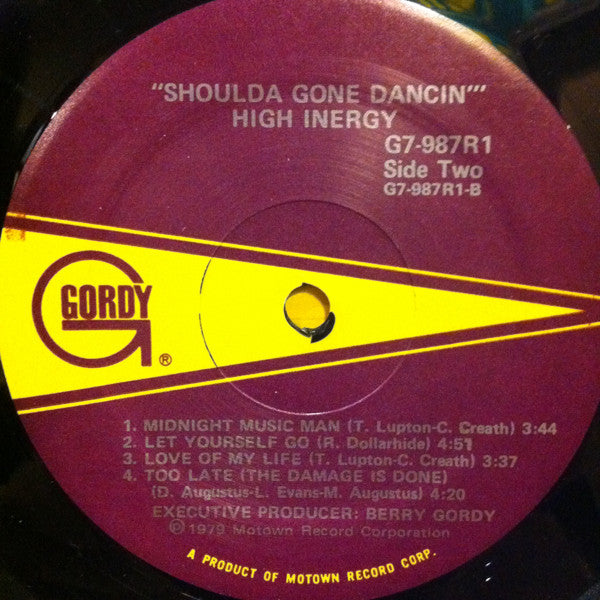 "SHOULDA GONE DANCIN'"
HIGH INERGY
G7-987R1
Side Two
G7-987R1-B
GORDY
®
1. MIDNIGHT MUSIC MAN (T. Lupton-C. Creath) 3:44
2. LET YOURSELF GO (R. Dollarhide) 4:51
3. LOVE OF MY LIFE (T. Lupton-C. Creath) 3:37
4. TOO LATE (THE DAMAGE IS DONE)
(D. Augustus-L. Evans-M. Augustus) 4:20
EXECUTIVE PRODUCER: BERRY GORDY
℗1979 Motown Record Corporation
A PRODUCT OF MOTOWN RECORD CORP.